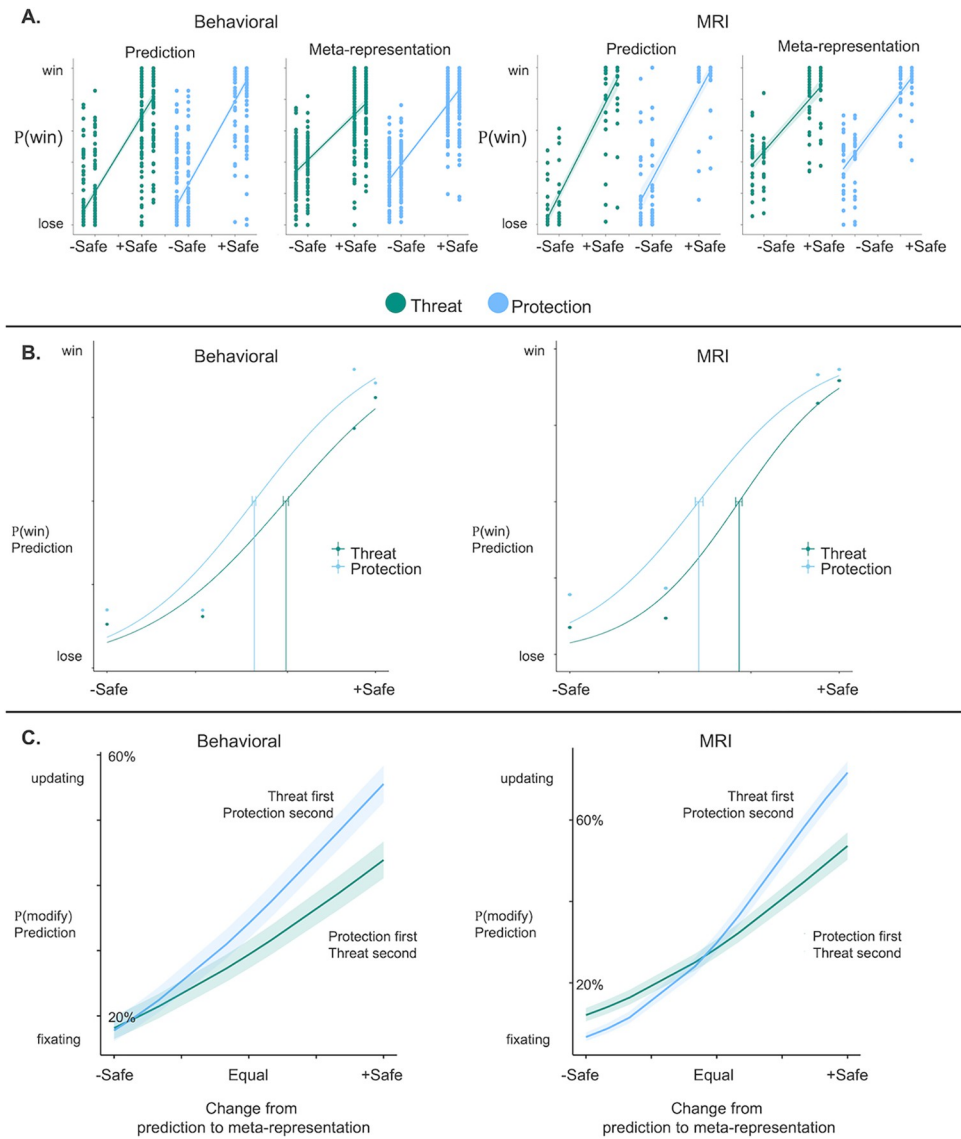 A.
Behavioral
MRI
Prediction
Meta-representation
Prediction
Meta-representation
win
P(win)
lose
win
P(win)
lose
-Safe +Safe -Safe +Safe
-Safe +Safe -Safe +Safe
-Safe +Safe -Safe +Safe
-Safe +Safe -Safe +Safe
Threat
Protection
B.
Behavioral
win
P(win)
Prediction
lose
Threat
Protection
-Safe
+Safe
MRI
win
P(win)
Prediction
lose
Threat
Protection
-Safe
+Safe
C.
Behavioral
60%
updating
Threat first
Protection second
P(modify)
Prediction
Protection first
Threat second
20%
fixating
-Safe
Equal
+Safe
Change from
prediction to meta-representation
MRI
updating
60%
Threat first
Protection second
P(modify)
Prediction
Protection first
Threat second
20%
fixating
-Safe
Equal
+Safe
Change from
prediction to meta-representation